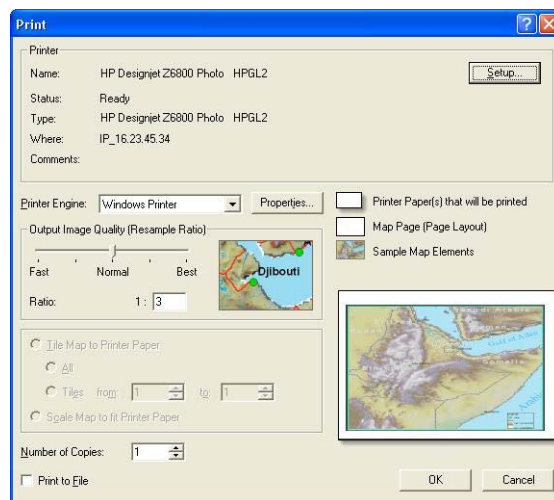 Print
Printer
Name: HP Designjet Z6800 Photo HPGL2
Setup...
Status: Ready
Type: HP Designjet Z6800 Photo HPGL2
Where: IP_16.23.45.34
Comments:
Printer Engine: Windows Printer Properties...
Printer Paper(s) that will be printed
Map Page (Page Layout)
Sample Map Elements
Output Image Quality (Resample Ratio)
Fast Normal Best
Djibouti
Ratio: 1 : 3
Tile Map to Printer Paper
All
Tiles from: 1 to: 1
Scale Map to fit Printer Paper
Gulf of Aden
Number of Copies: 1
Print to File
OK Cancel